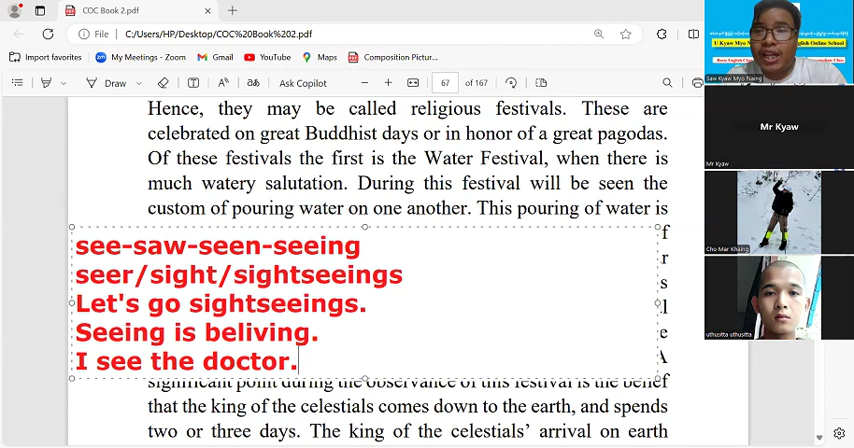 COC Book 2.pdf
File C:/Users/HP/Desktop/COC%20Book%202.pdf
Import favorites My Meetings - Zoom Gmail YouTube Maps Composition Pictur...
Draw Ask Copilot 67 of 167
Hence, they may be called religious festivals. These are
celebrated on great Buddhist days or in honor of a great pagodas.
Of these festivals the first is the Water Festival, when there is
much watery salutation. During this festival will be seen the
custom of pouring water on one another. This pouring of water is
see-saw-seen-seeing
seer/sight/sightseeings
Let's go sightseeings.
Seeing is beliving.
I see the doctor.
significant point during the observance of this festival is the belief
that the king of the celestials comes down to the earth, and spends
two or three days. The king of the celestials' arrival on earth
U Kyaw Myo English Online School
Basic English
Saw Kyaw Myo Naing
Mr Kyaw
Mr Kyaw
Cho Mar Khaing
uthusitta uthusitta